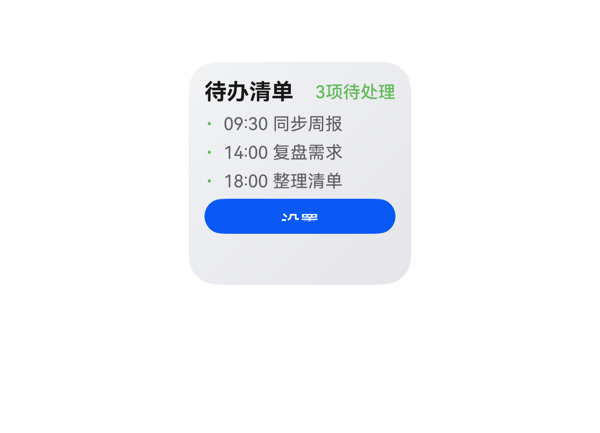 待办清单 3项待处理
· 09:30 同步周报
· 14:00 复盘需求
· 18:00 整理清单